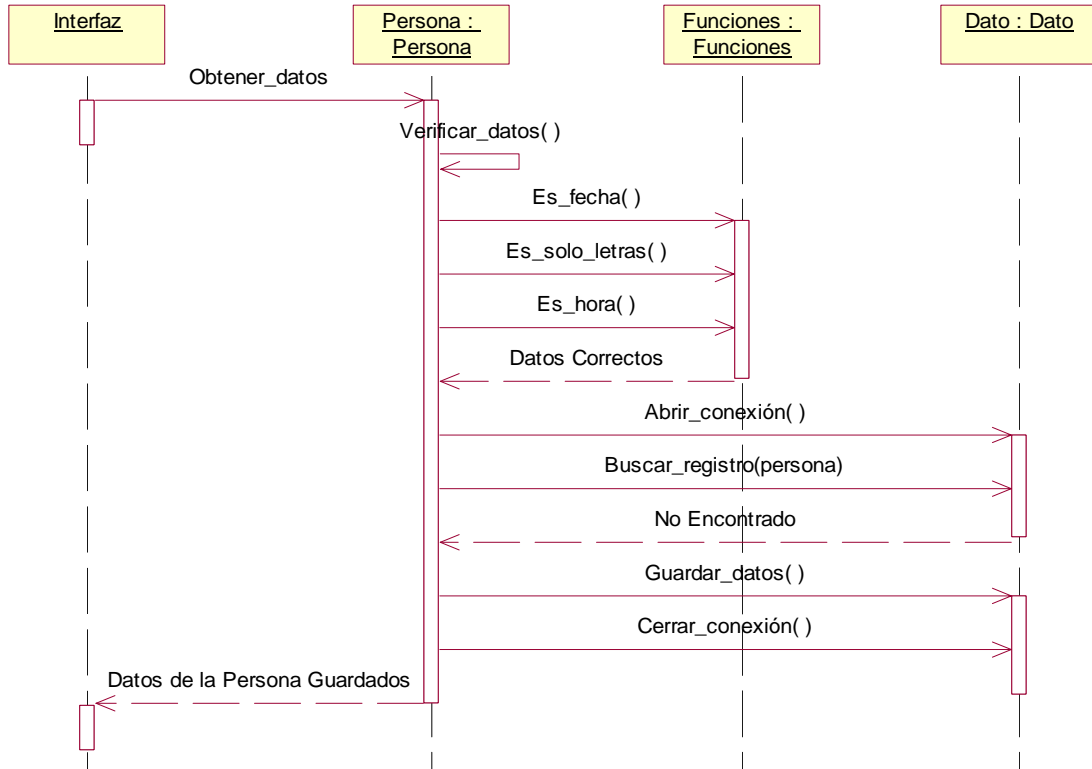 Interfaz
Persona :
Persona
Funciones :
Funciones
Dato : Dato
Obtener_datos
Verificar_datos( )
Es_fecha( )
Es_solo_letras( )
Es_hora( )
Datos Correctos
Abrir_conexión( )
Buscar_registro(persona)
No Encontrado
Guardar_datos( )
Cerrar_conexión( )
Datos de la Persona Guardados